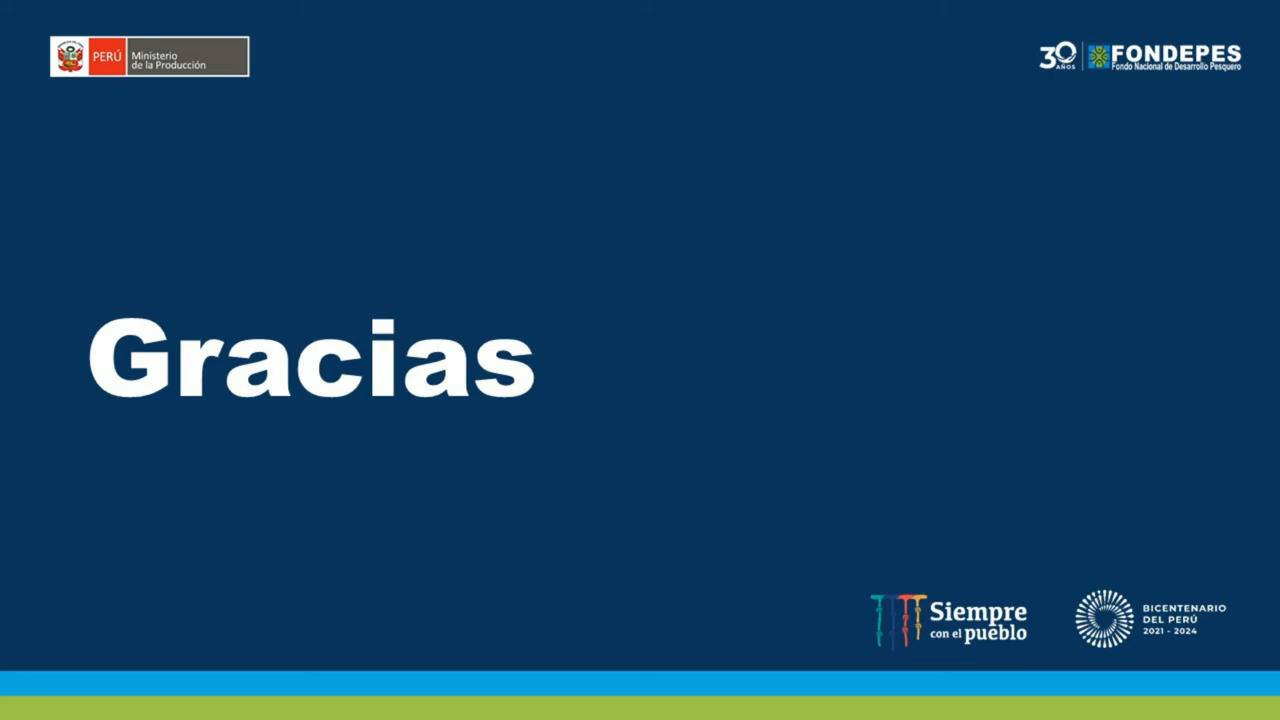 PERÚ
Ministerio
de la Producción
30
AÑOS
FONDEPES
Fondo Nacional de Desarrollo Pesquero
Gracias
Siempre
con el pueblo
BICENTENARIO
DEL PERÚ
2021 - 2024